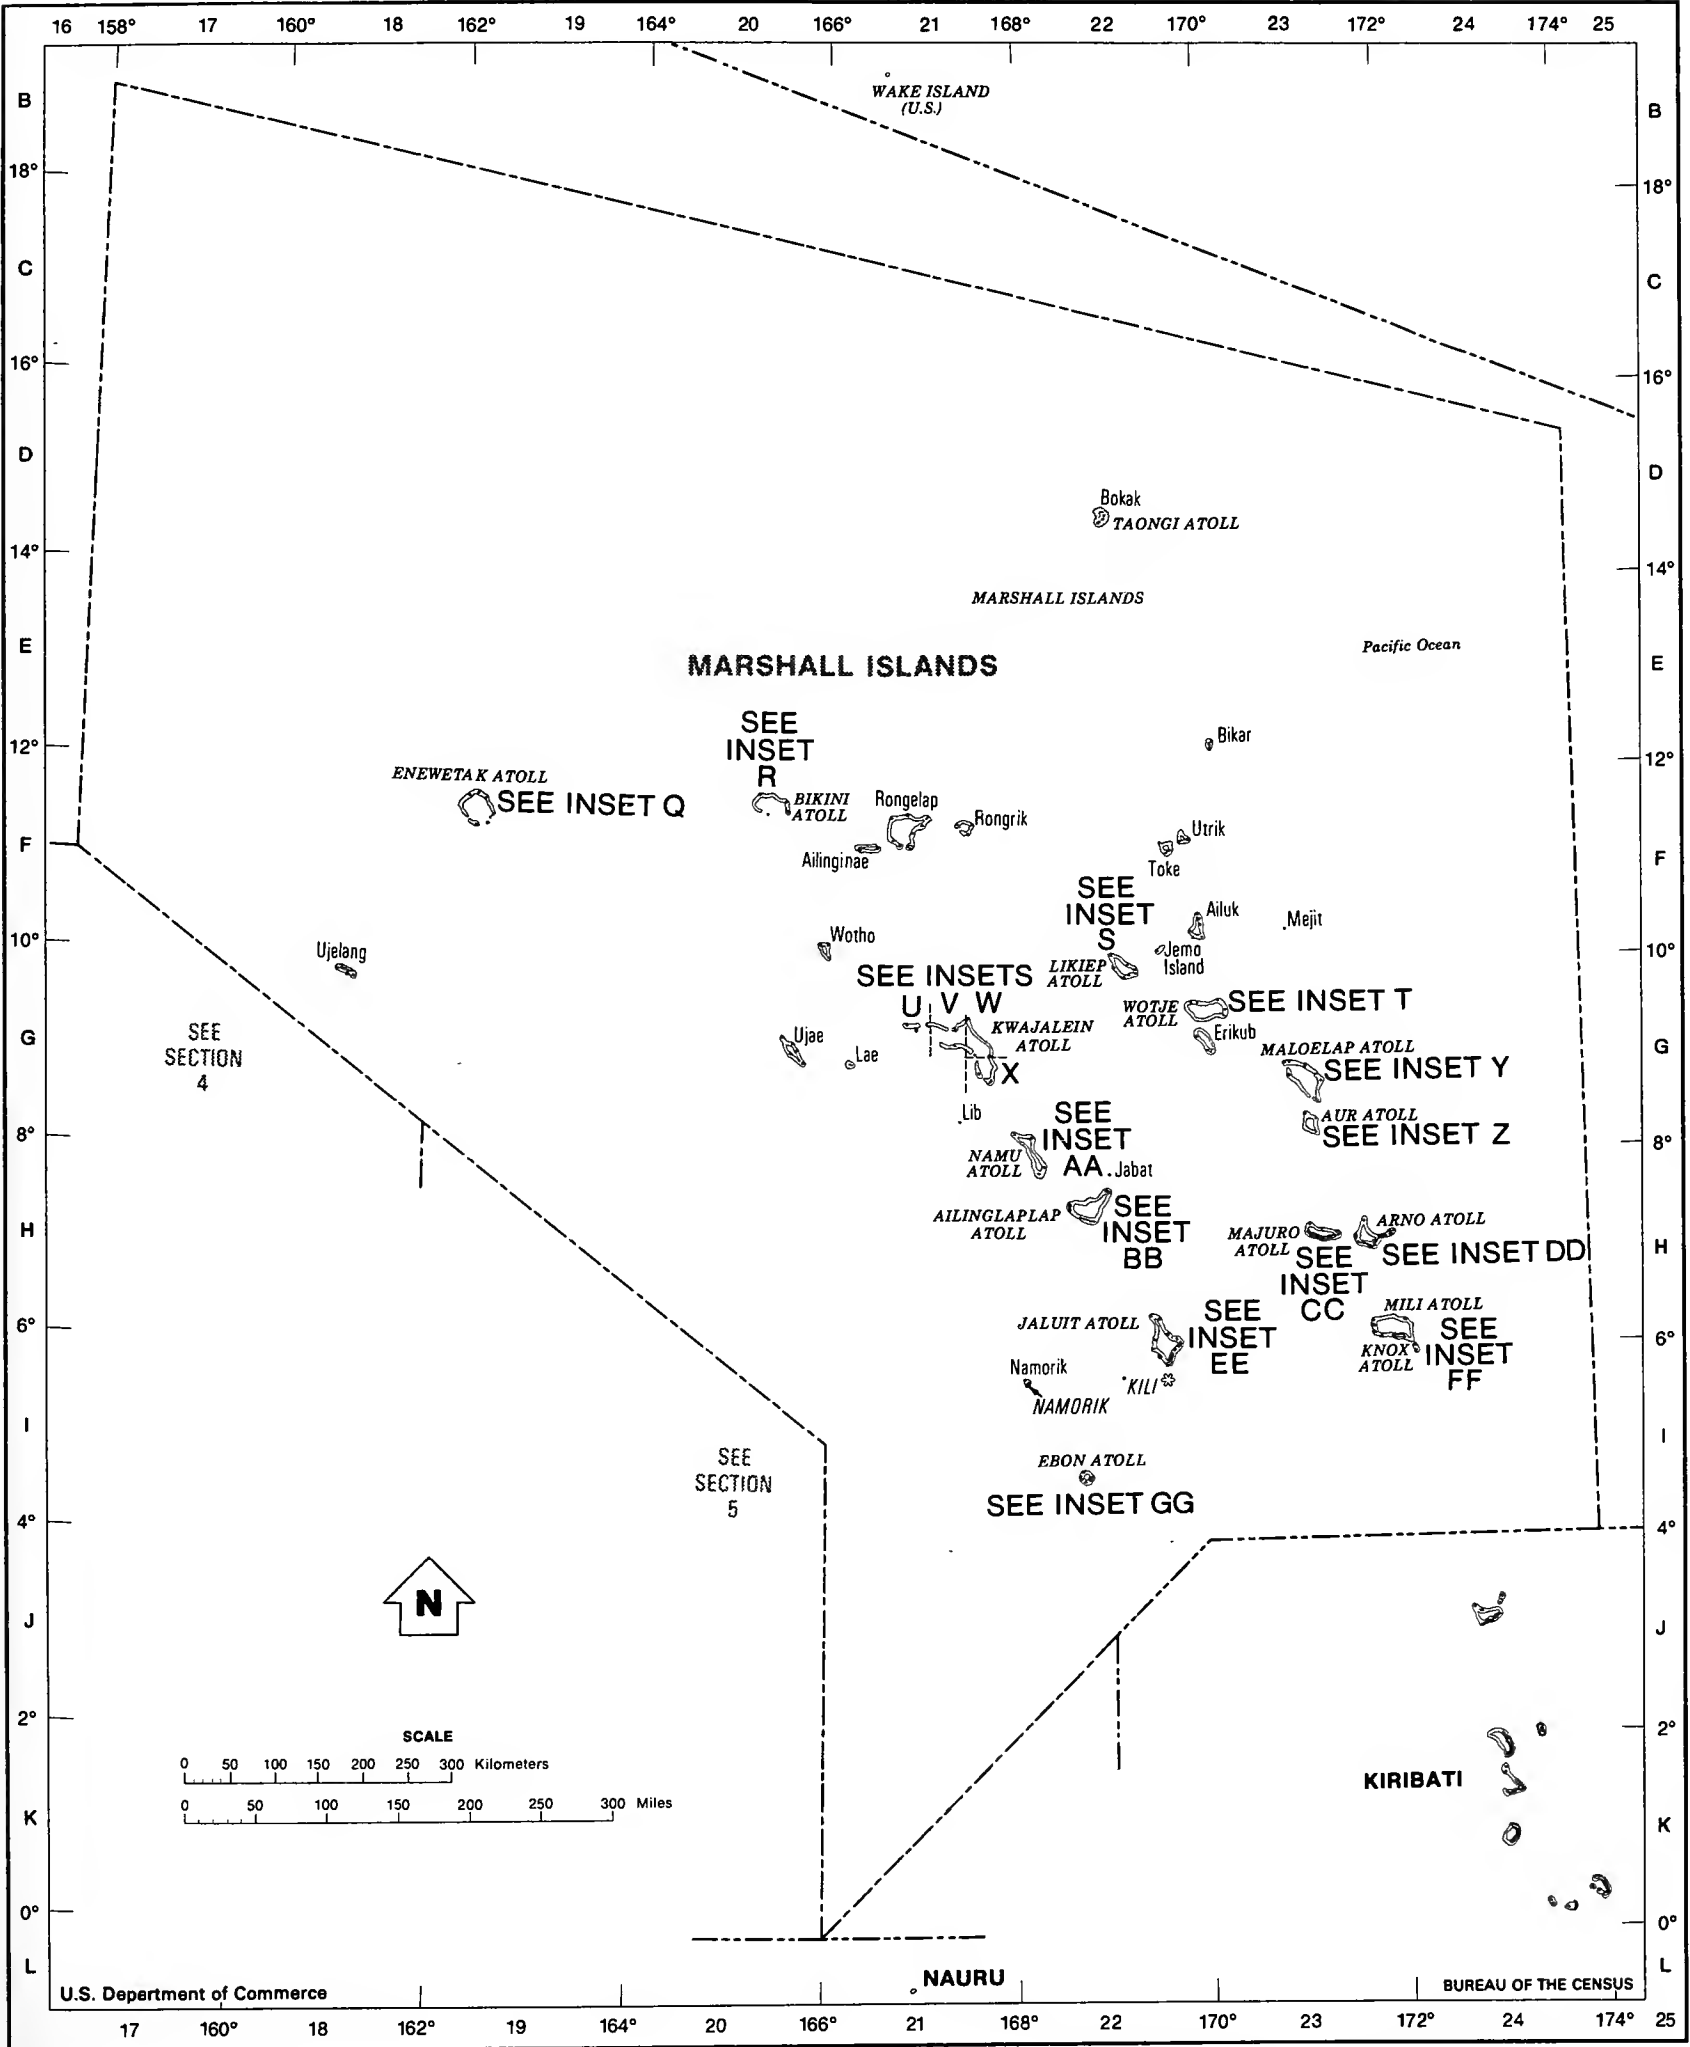 16 158° 17 160° 18 162° 19 164° 20 166° 21 168° 22 170° 23 172° 24 174° 25
WAKE ISLAND
(U.S.)
B B
18° 18°
C C
16° 16°
D D
Bokak
TAONGI ATOLL
14° 14°
MARSHALL ISLANDS
E E
Pacific Ocean
MARSHALL ISLANDS
SEE
INSET
R
Bikar
12° 12°
ENEWETAK ATOLL
SEE INSET Q
BIKINI
ATOLL
Rongelap
Rongrik
Utrik
F F
Ailinginae
Toke
SEE
INSET
S
Ailuk
Mejit
Wotho
10° 10°
Ujelang
Jemo
Island
LIKIEP
ATOLL
SEE INSETS
U V W
WOTJE
ATOLL
SEE INSET T
SEE
SECTION
4
G G
Ujae
Lae
KWAJALEIN
ATOLL
X
Erikub
MALOELAP ATOLL
SEE INSET Y
Lib
AUR ATOLL
SEE INSET Z
8° 8°
SEE
INSET
AA
NAMU
ATOLL
Jabat
AILINGLAPLAP
ATOLL
SEE
INSET
BB
H H
MAJURO
ATOLL
ARNO ATOLL
SEE INSET DD
SEE
INSET
CC
MILI ATOLL
JALUIT ATOLL
SEE
INSET
EE
6° 6°
KNOX
ATOLL
SEE
INSET
FF
Namorik
NAMORIK
KILI
I I
SEE
SECTION
5
EBON ATOLL
SEE INSET GG
4° 4°
N
J J
2° 2°
SCALE
0 50 100 150 200 250 300 Kilometers
0 50 100 150 200 250 300 Miles
KIRIBATI
K K
0° 0°
L L
NAURU
U.S. Department of Commerce
BUREAU OF THE CENSUS
17 160° 18 162° 19 164° 20 166° 21 168° 22 170° 23 172° 24 174° 25